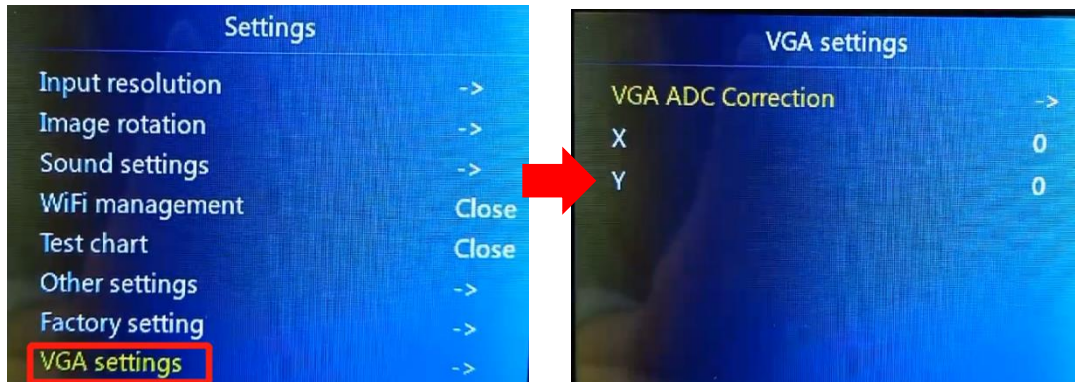 Settings
Input resolution ->
Image rotation ->
Sound settings ->
WiFi management Close
Test chart Close
Other settings ->
Factory setting ->
VGA settings ->
VGA settings
VGA ADC Correction ->
X 0
Y 0